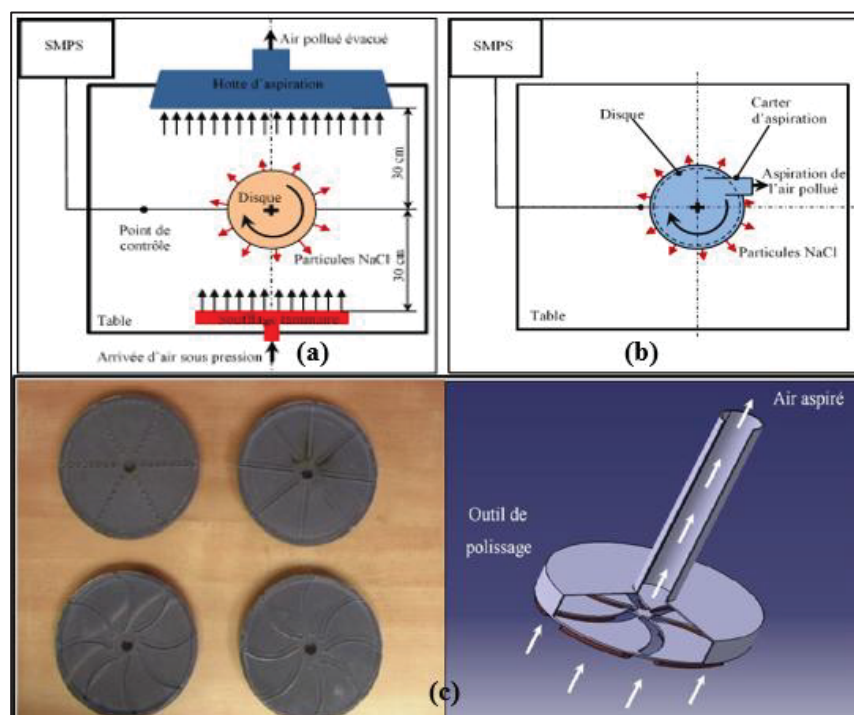 SMPS
Air pollué évacué
Hotte d'aspiration
30 cm
Disque
Point de
contrôle
Particules NaCl
30 cm
Table
Arrivée d'air sous pression
(a)
SMPS
Disque
Carter
d'aspiration
Aspiration de
l'air pollué
Particules NaCl
Table
(b)
Air aspiré
Outil de
polissage
(c)